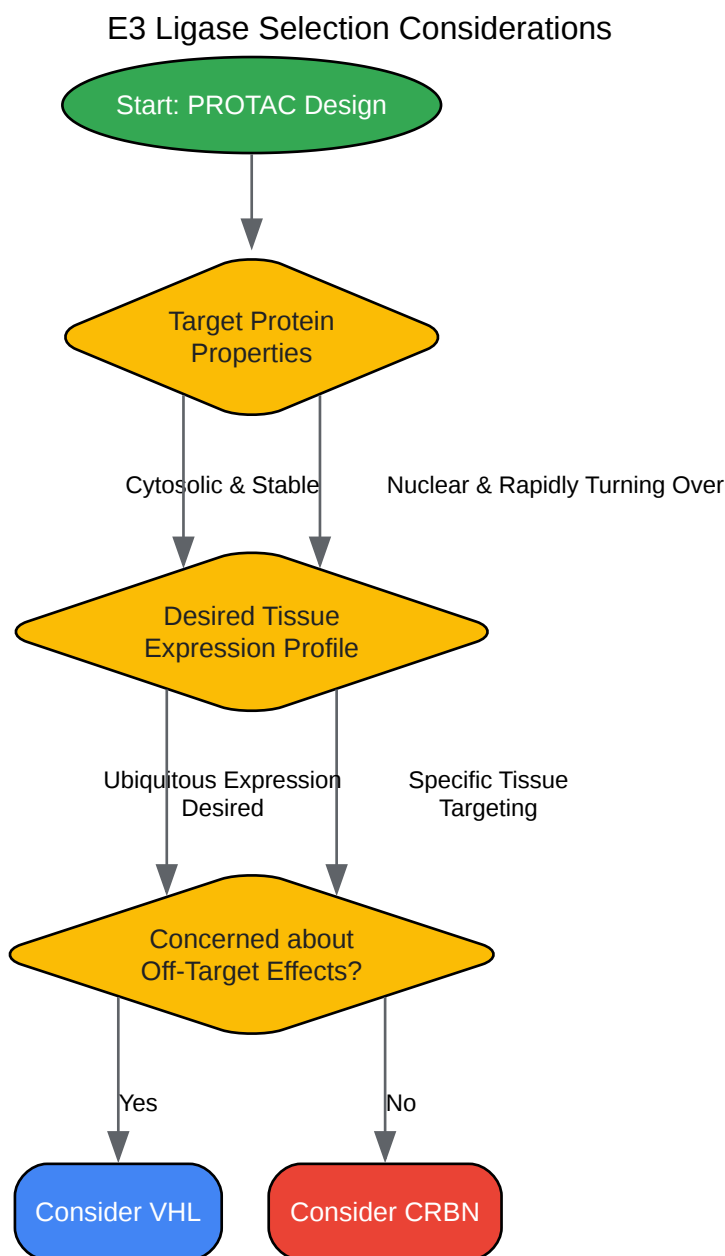 E3 Ligase Selection Considerations
Start: PROTAC Design
Target Protein
Properties
Cytosolic & Stable
Nuclear & Rapidly Turning Over
Desired Tissue
Expression Profile
Ubiquitous Expression
Desired
Specific Tissue
Targeting
Concerned about
Off-Target Effects?
Yes
No
Consider VHL
Consider CRBN